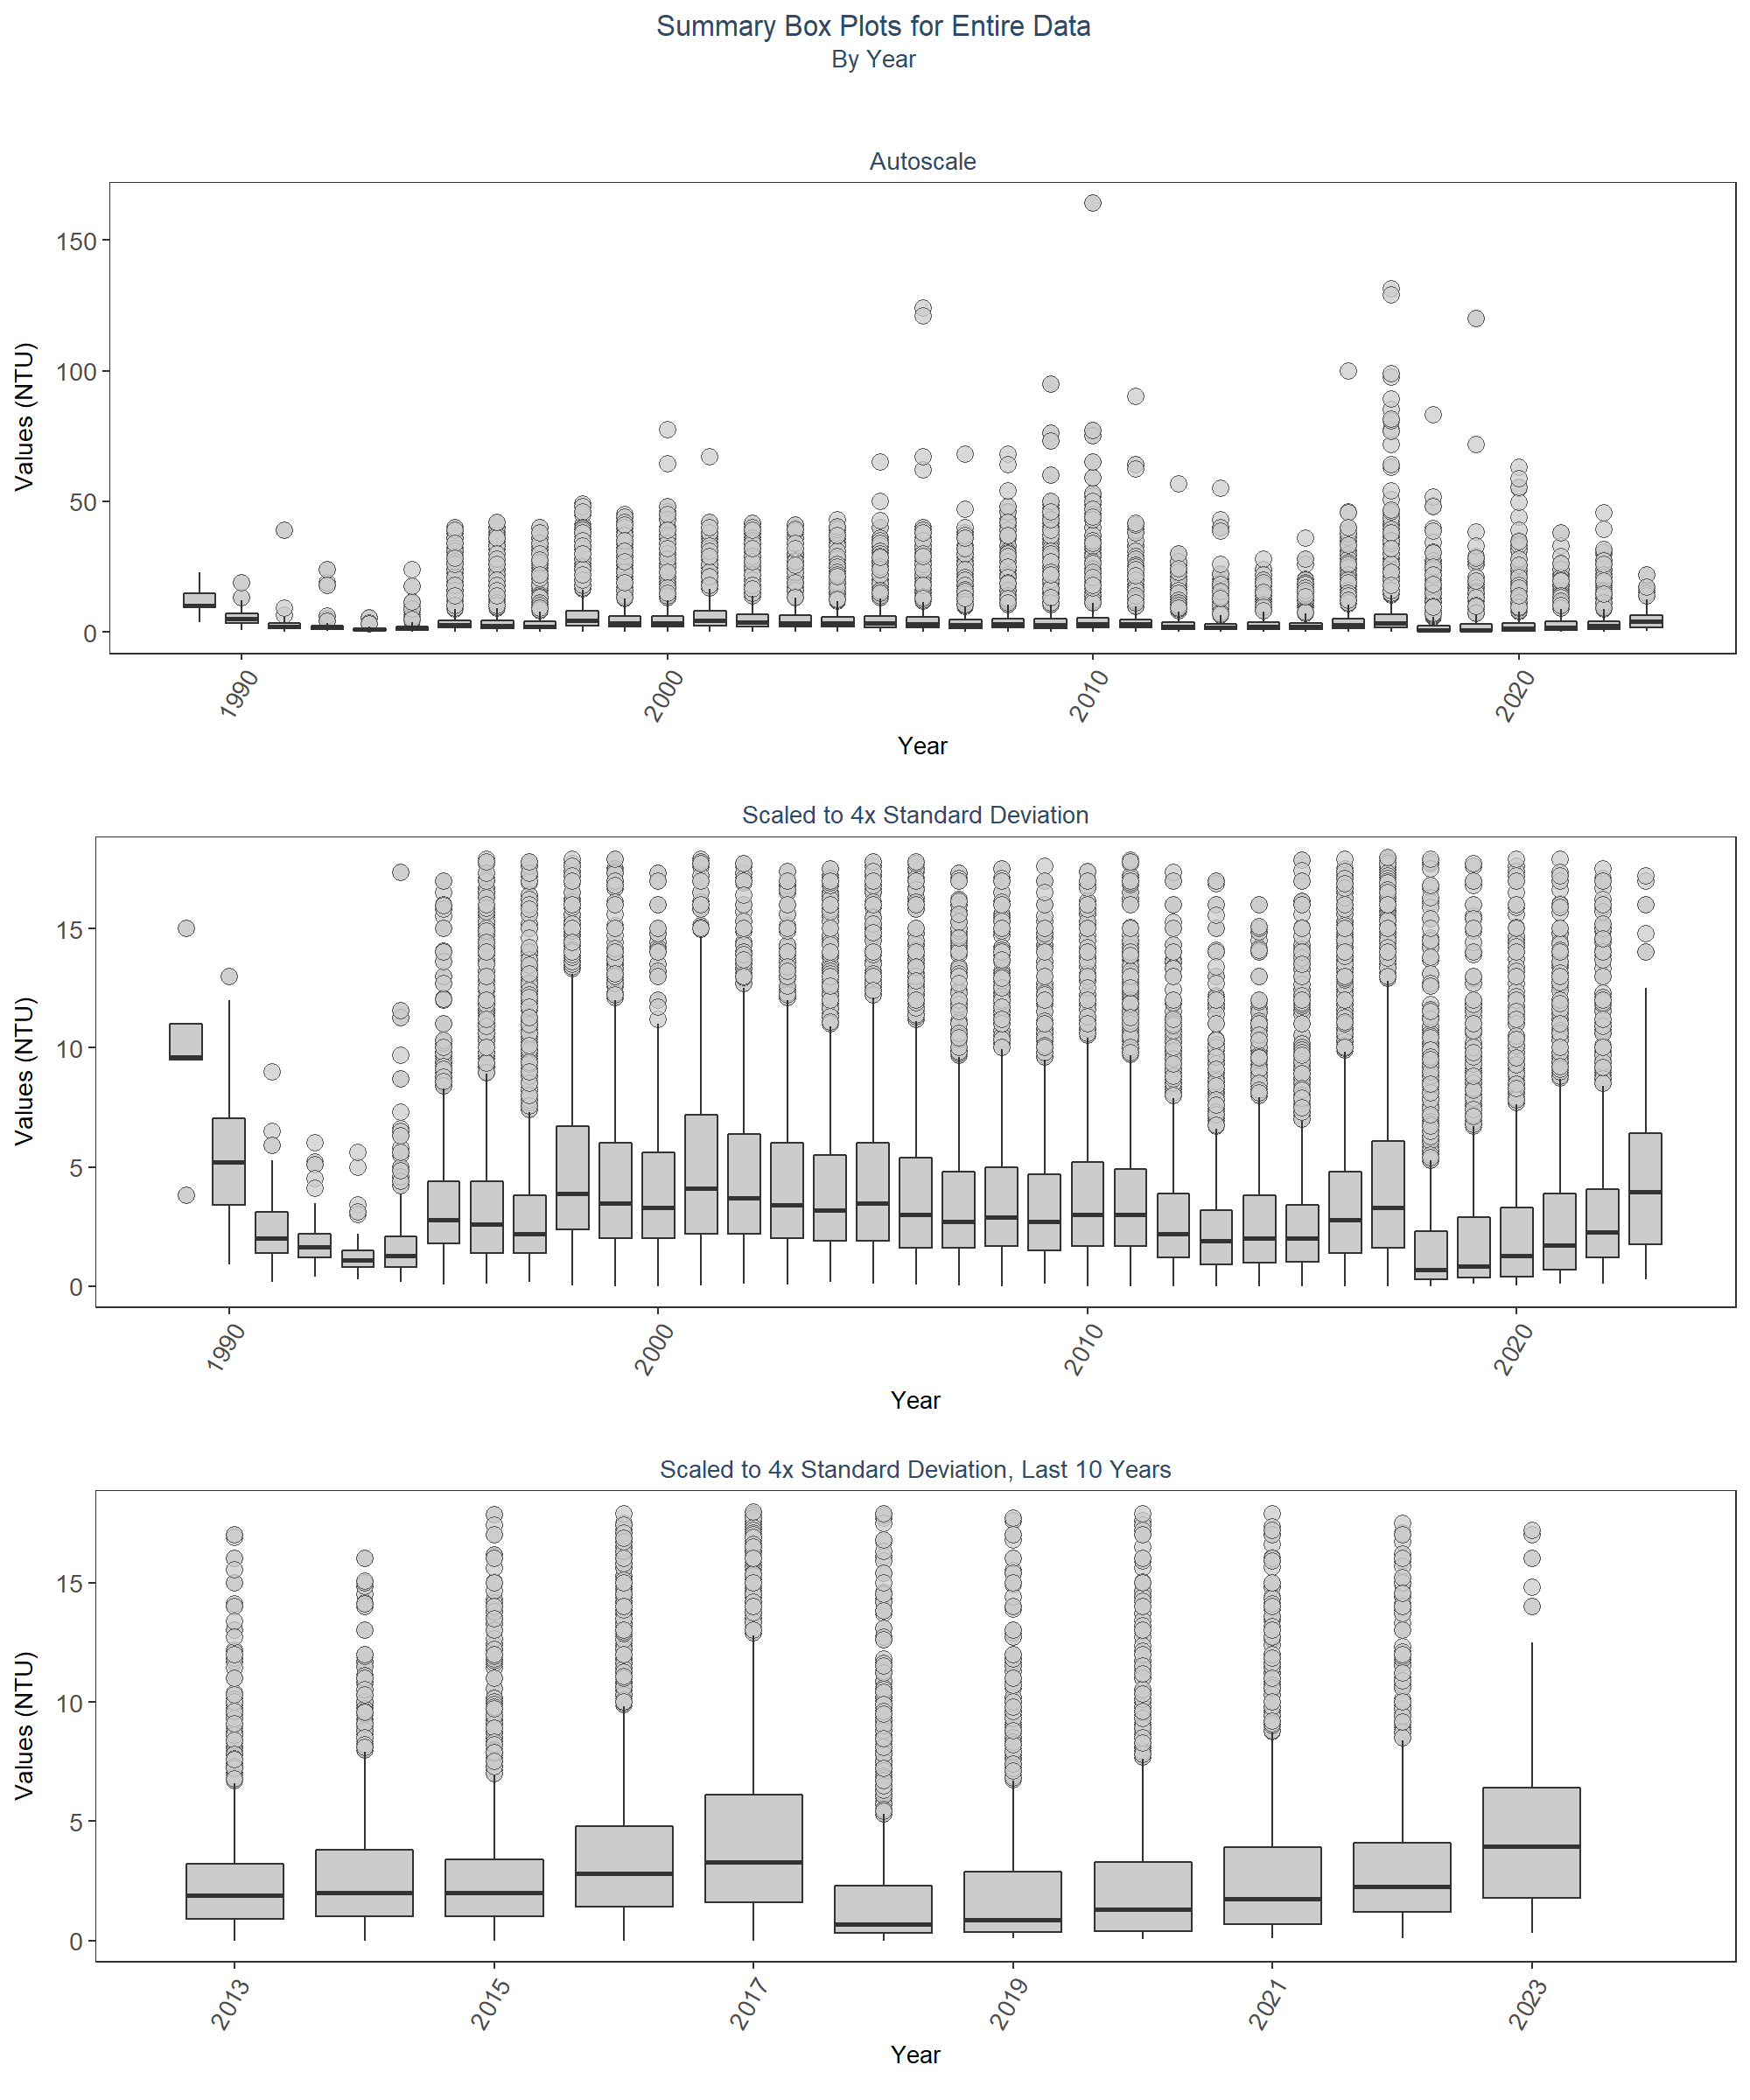 Summary Box Plots for Entire Data
By Year
Autoscale
Values (NTU)
150
100
50
0
1990
2000
2010
2020
Year
Scaled to 4x Standard Deviation
Values (NTU)
15
10
5
0
1990
2000
2010
2020
Year
Scaled to 4x Standard Deviation, Last 10 Years
Values (NTU)
15
10
5
0
2013
2015
2017
2019
2021
2023
Year